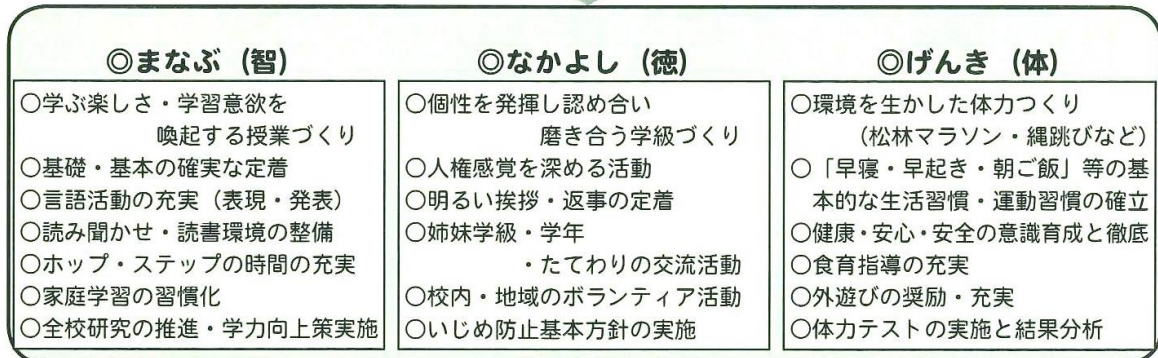 ◎まなぶ（智）
○学ぶ楽しさ・学習意欲を
喚起する授業づくり
○基礎・基本の確実な定着
○言語活動の充実（表現・発表）
○読み聞かせ・読書環境の整備
○ホップ・ステップの時間の充実
○家庭学習の習慣化
○全校研究の推進・学力向上策実施
◎なかよし（徳）
○個性を発揮し認め合い
磨き合う学級づくり
○人権感覚を深める活動
○明るい挨拶・返事の定着
○姉妹学級・学年
・たてわりの交流活動
○校内・地域のボランティア活動
○いじめ防止基本方針の実施
◎げんき（体）
○環境を生かした体力つくり
（松林マラソン・縄跳びなど）
○「早寝・早起き・朝ご飯」等の基
本的な生活習慣・運動習慣の確立
○健康・安心・安全の意識育成と徹底
○食育指導の充実
○外遊びの奨励・充実
○体力テストの実施と結果分析